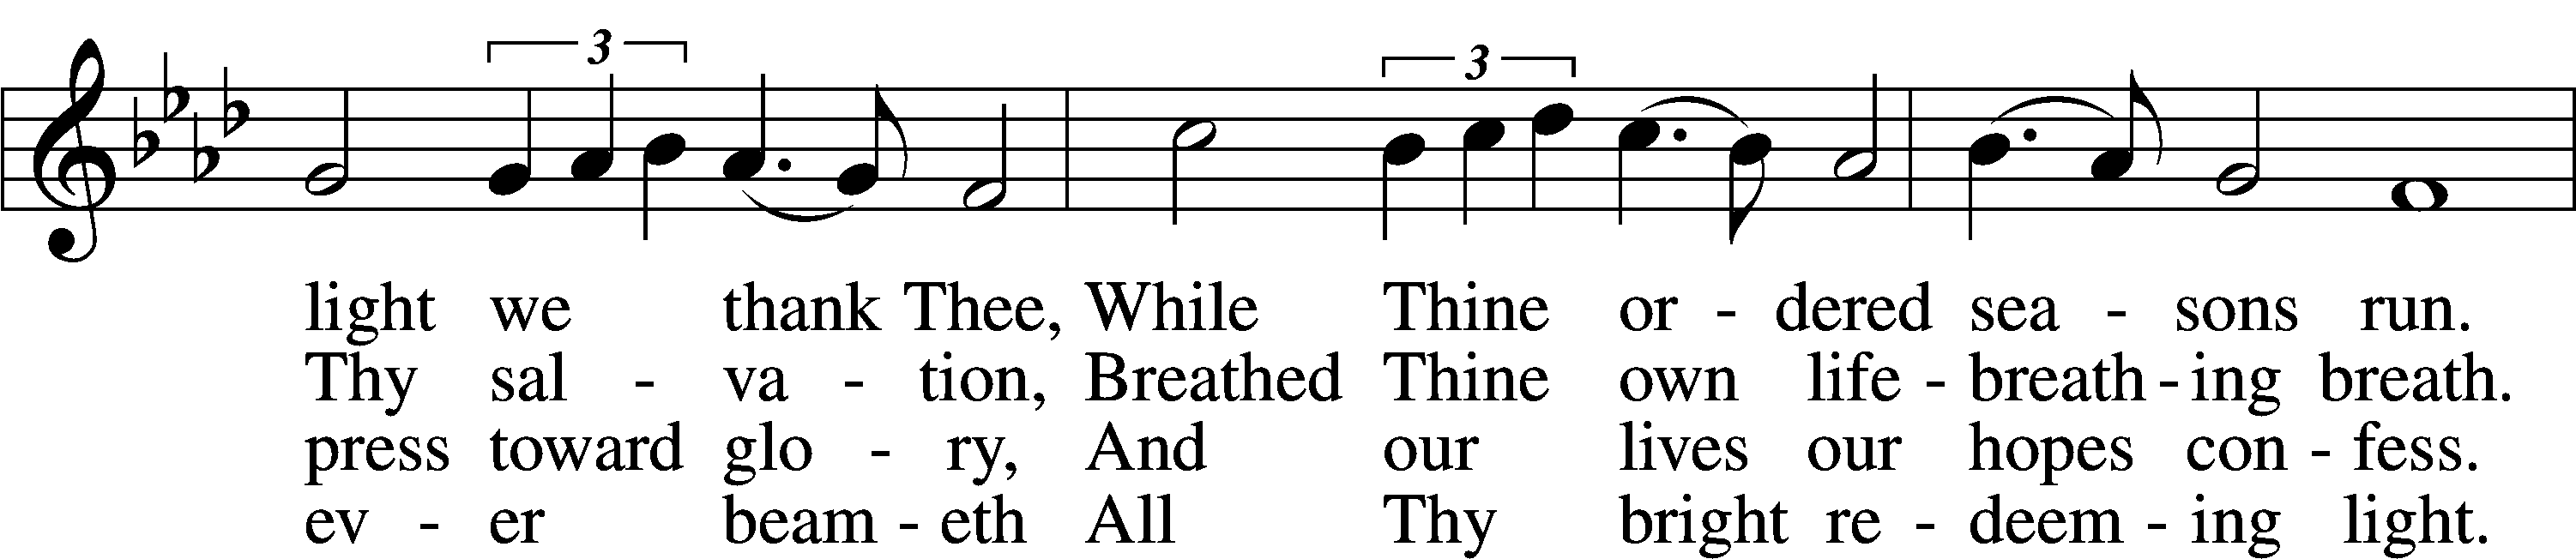 3 3
light we thank Thee, While Thine or - dered sea - sons run.
Thy sal - va - tion, Breathed Thine own life - breath - ing breath.
press toward glo - ry, And our lives our hopes con - fess.
ev - er beam - eth All Thy bright re - deem - ing light.